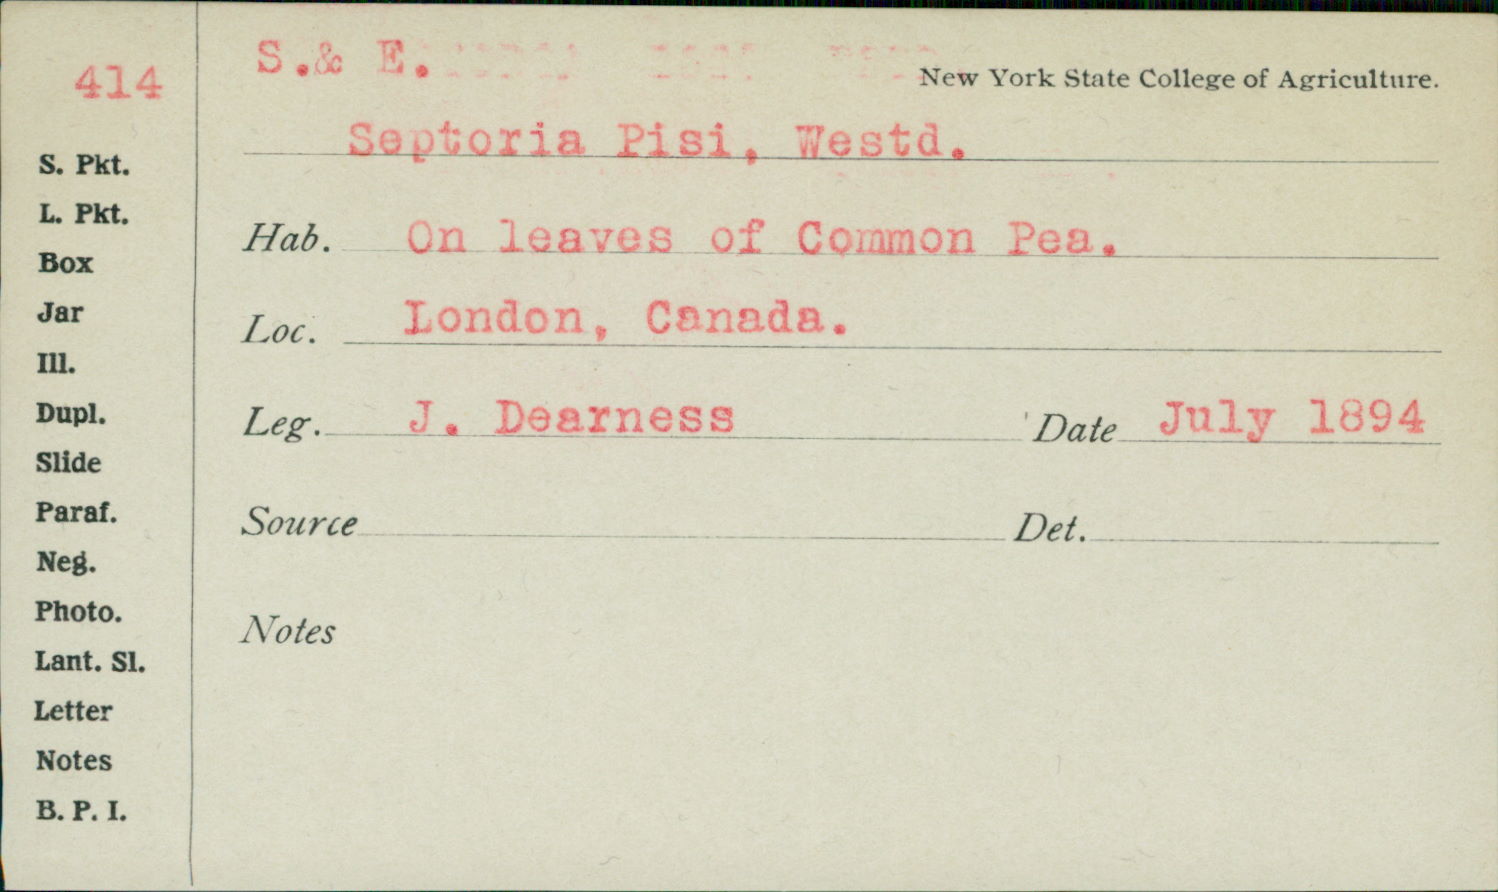 414
S. Pkt.
L. Pkt.
Box
Jar
Ill.
Dupl.
Slide
Paraf.
Neg.
Photo.
Lant. Sl.
Letter
Notes
B. P. I.
S.& E.
New York State College of Agriculture.
Septoria Pisi, Westd.
Hab. On leaves of Common Pea.
Loc. London, Canada.
Leg. J. Dearness Date July 1894
Source Det.
Notes